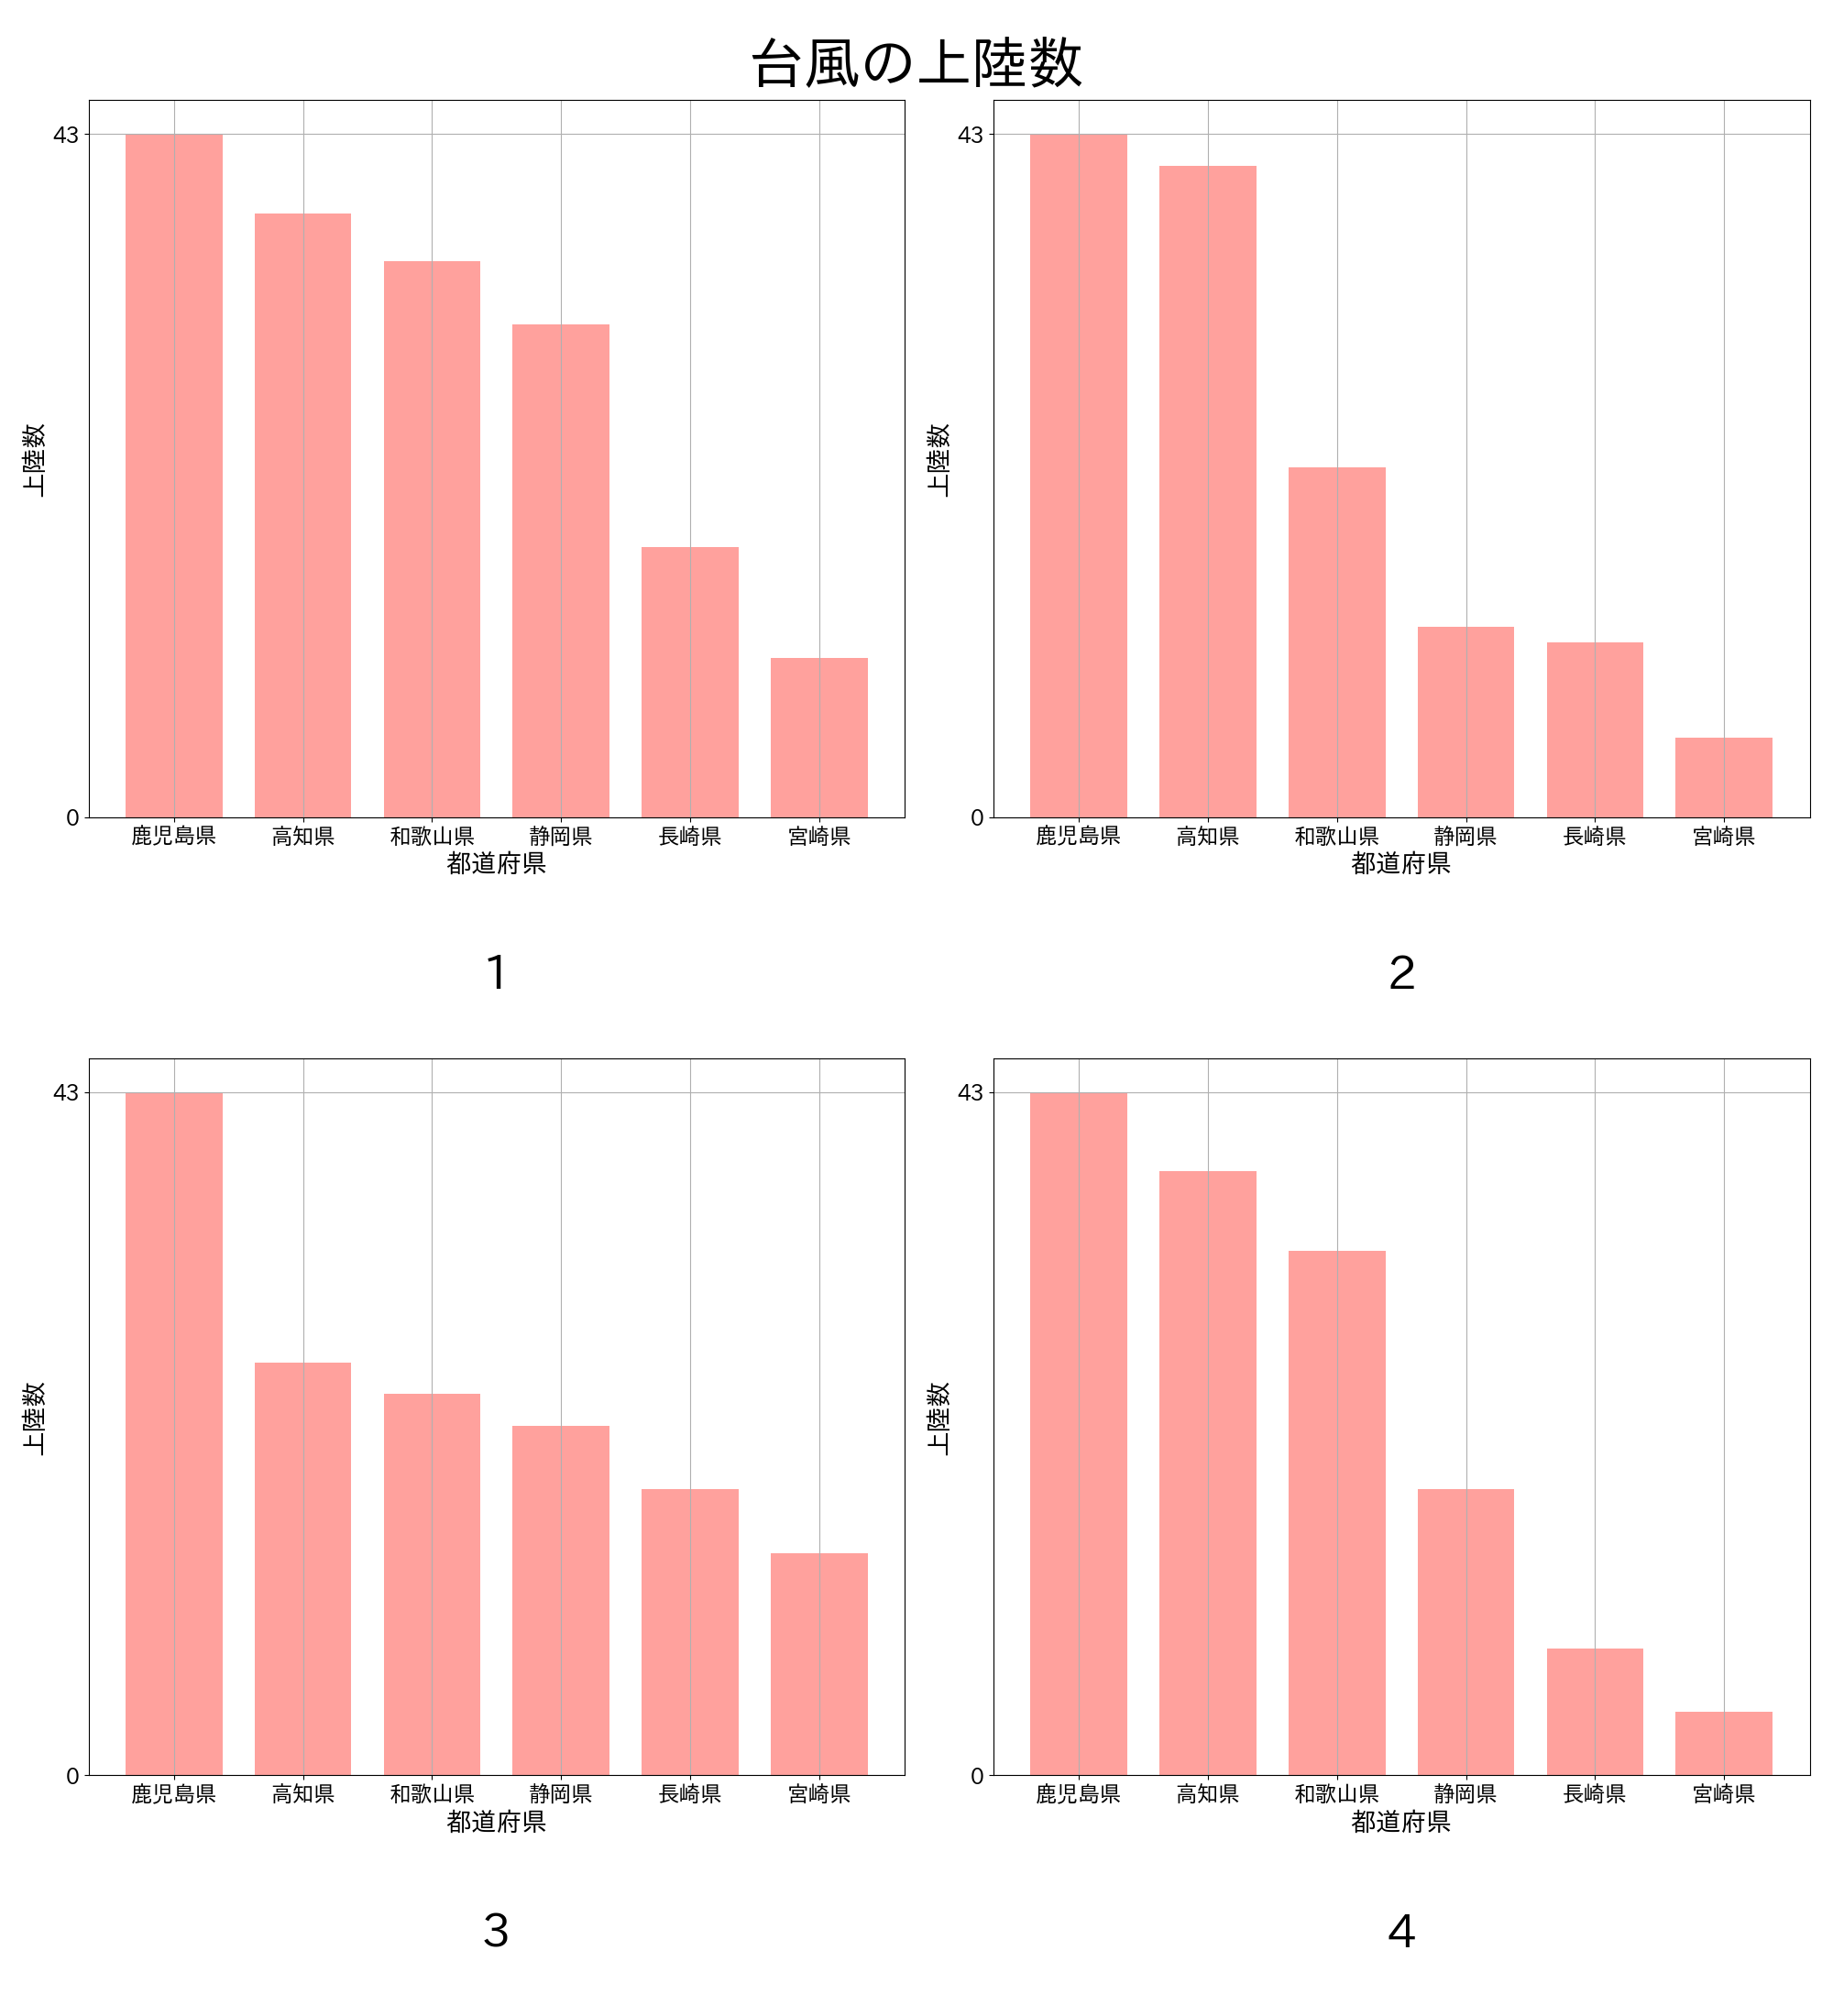 台風の上陸数
43
0
上陸数
鹿児島県 高知県 和歌山県 静岡県 長崎県 宮崎県
都道府県
1
43
0
上陸数
鹿児島県 高知県 和歌山県 静岡県 長崎県 宮崎県
都道府県
2
43
0
上陸数
鹿児島県 高知県 和歌山県 静岡県 長崎県 宮崎県
都道府県
3
43
0
上陸数
鹿児島県 高知県 和歌山県 静岡県 長崎県 宮崎県
都道府県
4